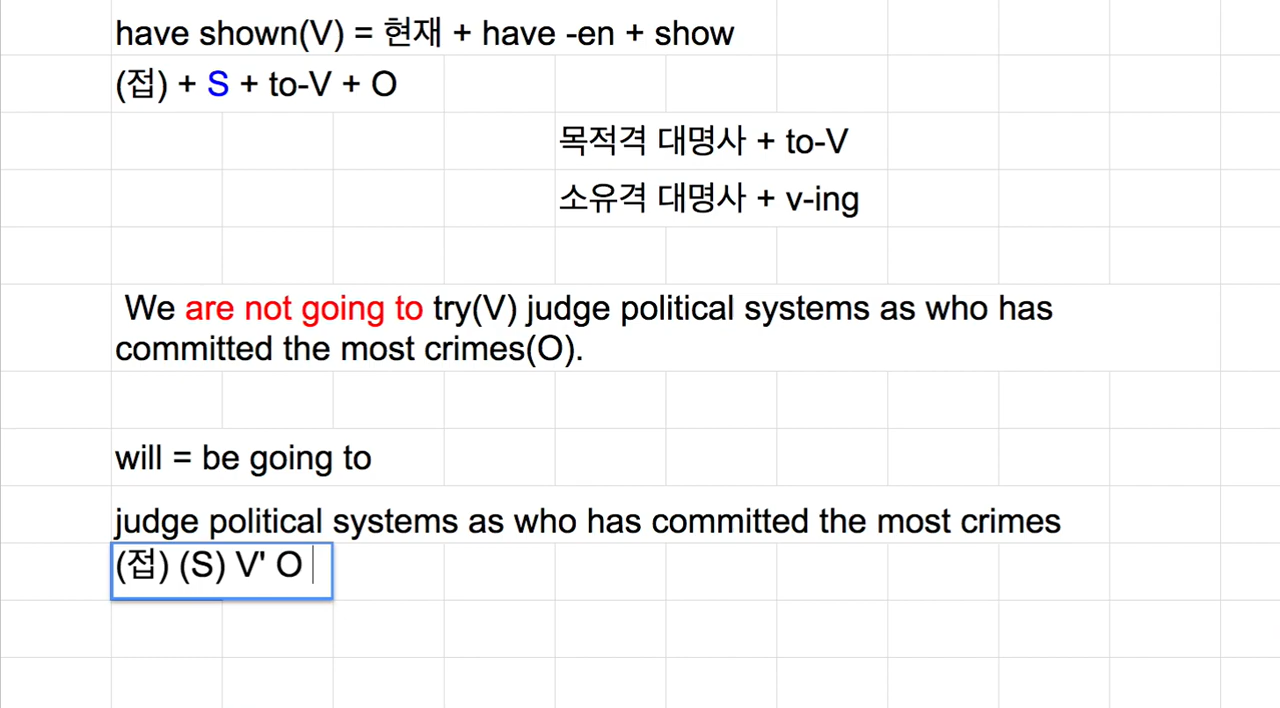 have shown(V) = 현재 + have -en + show
(접) + S + to-V + O
목적격 대명사 + to-V
소유격 대명사 + v-ing
We are not going to try(V) judge political systems as who has
committed the most crimes(O).
will = be going to
judge political systems as who has committed the most crimes
(접) (S) V' O